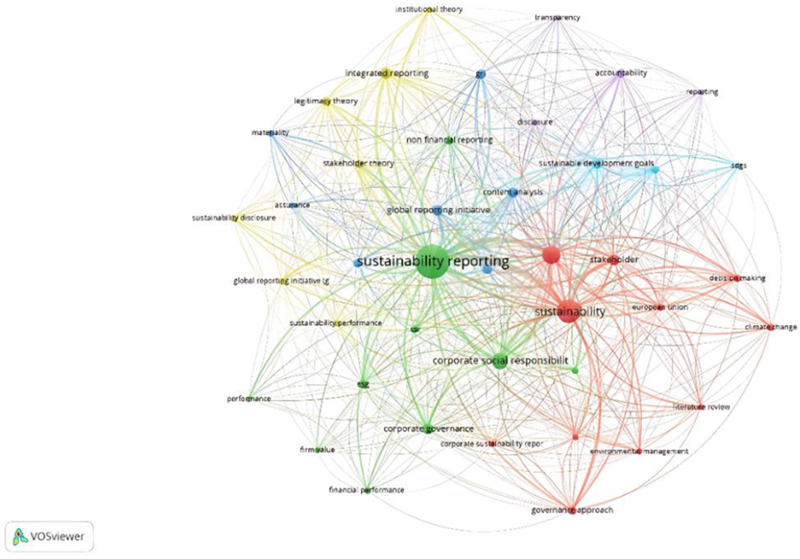 institutional theory
transparency
integrated reporting
gri
accountability
legitimacy theory
reporting
disclosure
materiality
non financial reporting
stakeholder theory
sustainable development goals
sdgs
content analysis
assurance
global reporting initiative
sustainability disclosure
sustainability reporting
stakeholder
global reporting initiative (g
decision making
european union
sustainability
sustainability performance
csr
climate change
corporate social responsibilit
esg
performance
literature review
corporate governance
corporate sustainability repor
firm value
environmental management
financial performance
governance approach
VOSviewer